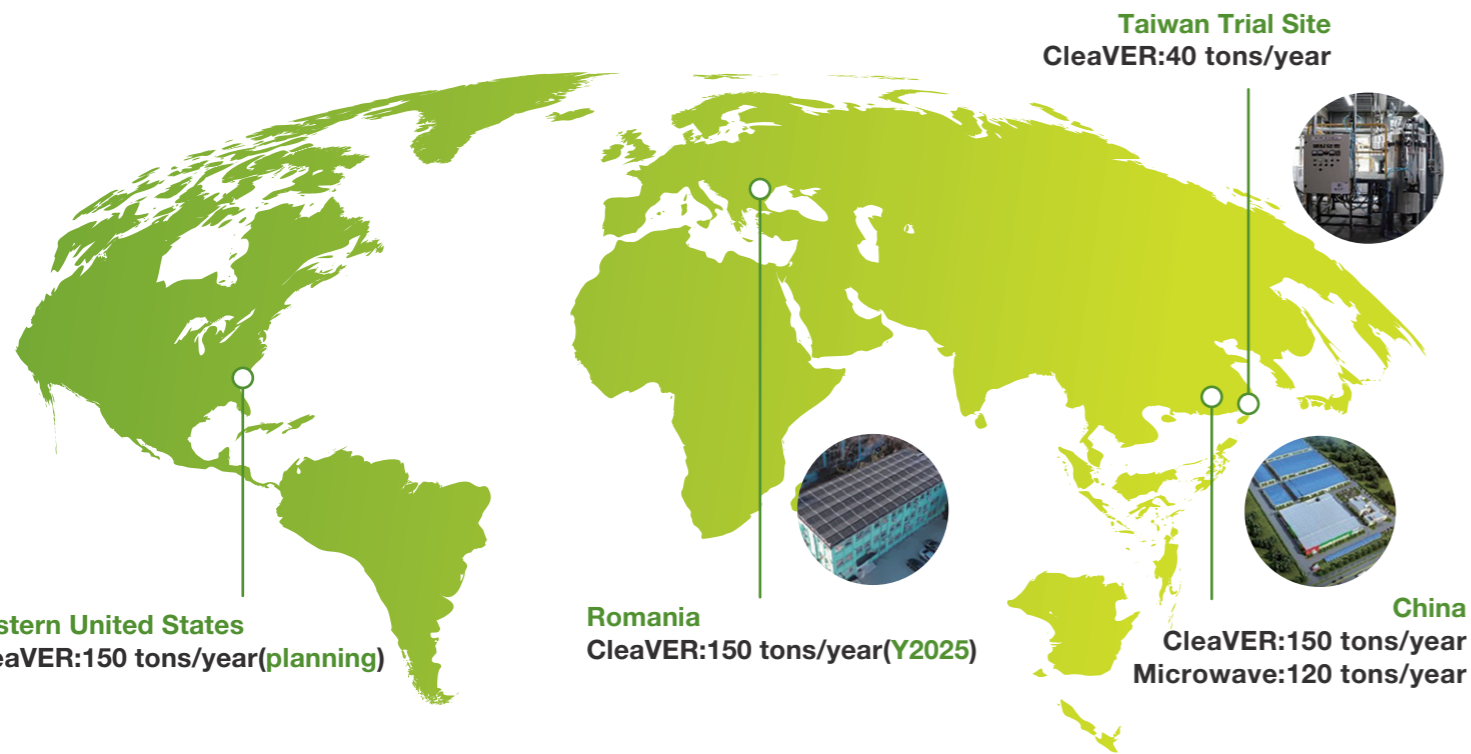 Taiwan Trial Site
CleaVER:40 tons/year
stern United States
eaVER:150 tons/year(planning)
Romania
CleaVER:150 tons/year(Y2025)
China
CleaVER:150 tons/year
Microwave:120 tons/year